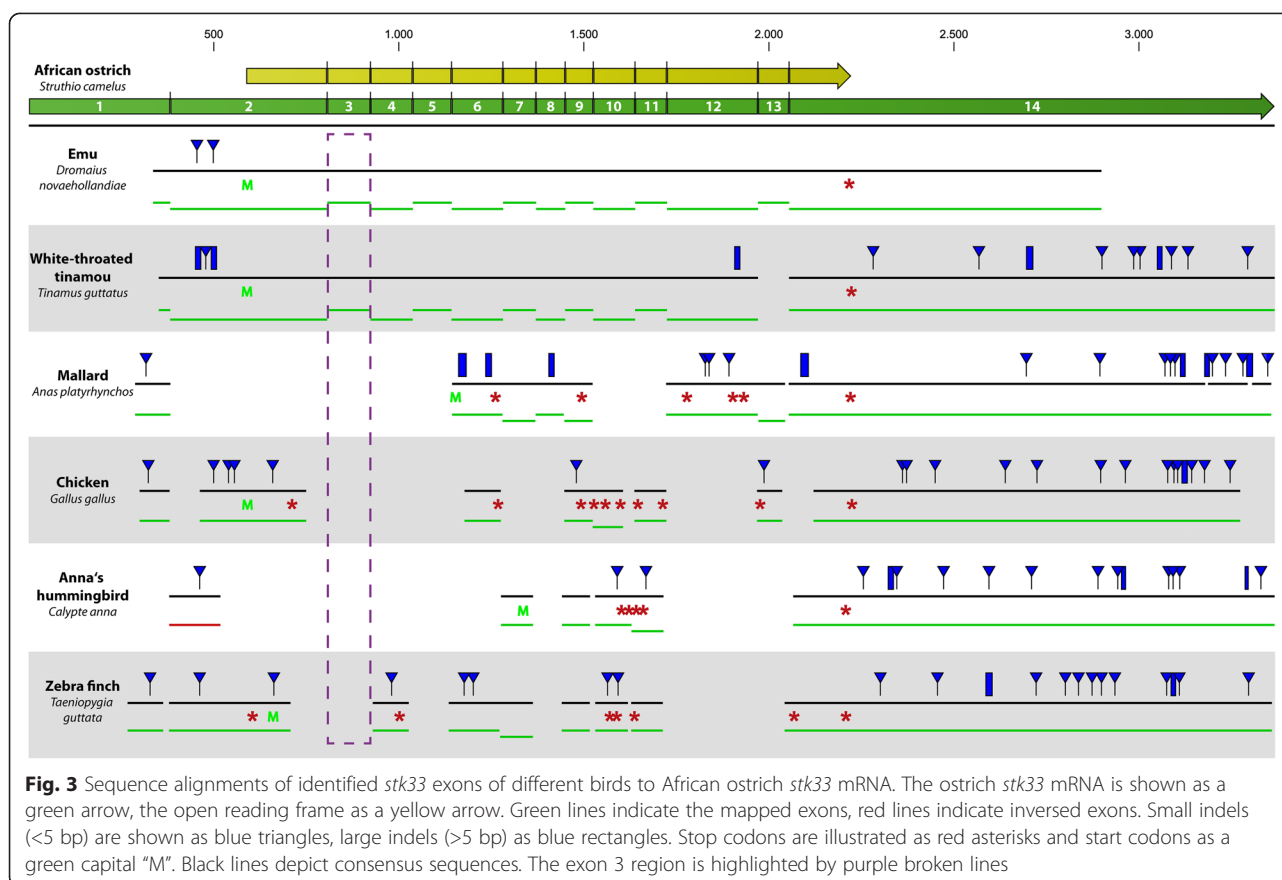 500 1.000 1.500 2.000 2.500 3.000
African ostrich
Struthio camelus
1 2 3 4 5 6 7 8 9 10 11 12 13 14
Emu
Dromaius
novaehollandiae
M *
White-throated
tinamou
Tinamus guttatus
M *
Mallard
Anas platyrhynchos
M * * * * * *
Chicken
Gallus gallus
M * * * * * * * * * *
Anna's
hummingbird
Calypte anna
M * * * * *
Zebra finch
Taeniopygia
guttata
* M * * * * * *
Fig. 3 Sequence alignments of identified stk33 exons of different birds to African ostrich stk33 mRNA. The ostrich stk33 mRNA is shown as a
green arrow, the open reading frame as a yellow arrow. Green lines indicate the mapped exons, red lines indicate inversed exons. Small indels
(<5 bp) are shown as blue triangles, large indels (>5 bp) as blue rectangles. Stop codons are illustrated as red asterisks and start codons as a
green capital “M”. Black lines depict consensus sequences. The exon 3 region is highlighted by purple broken lines